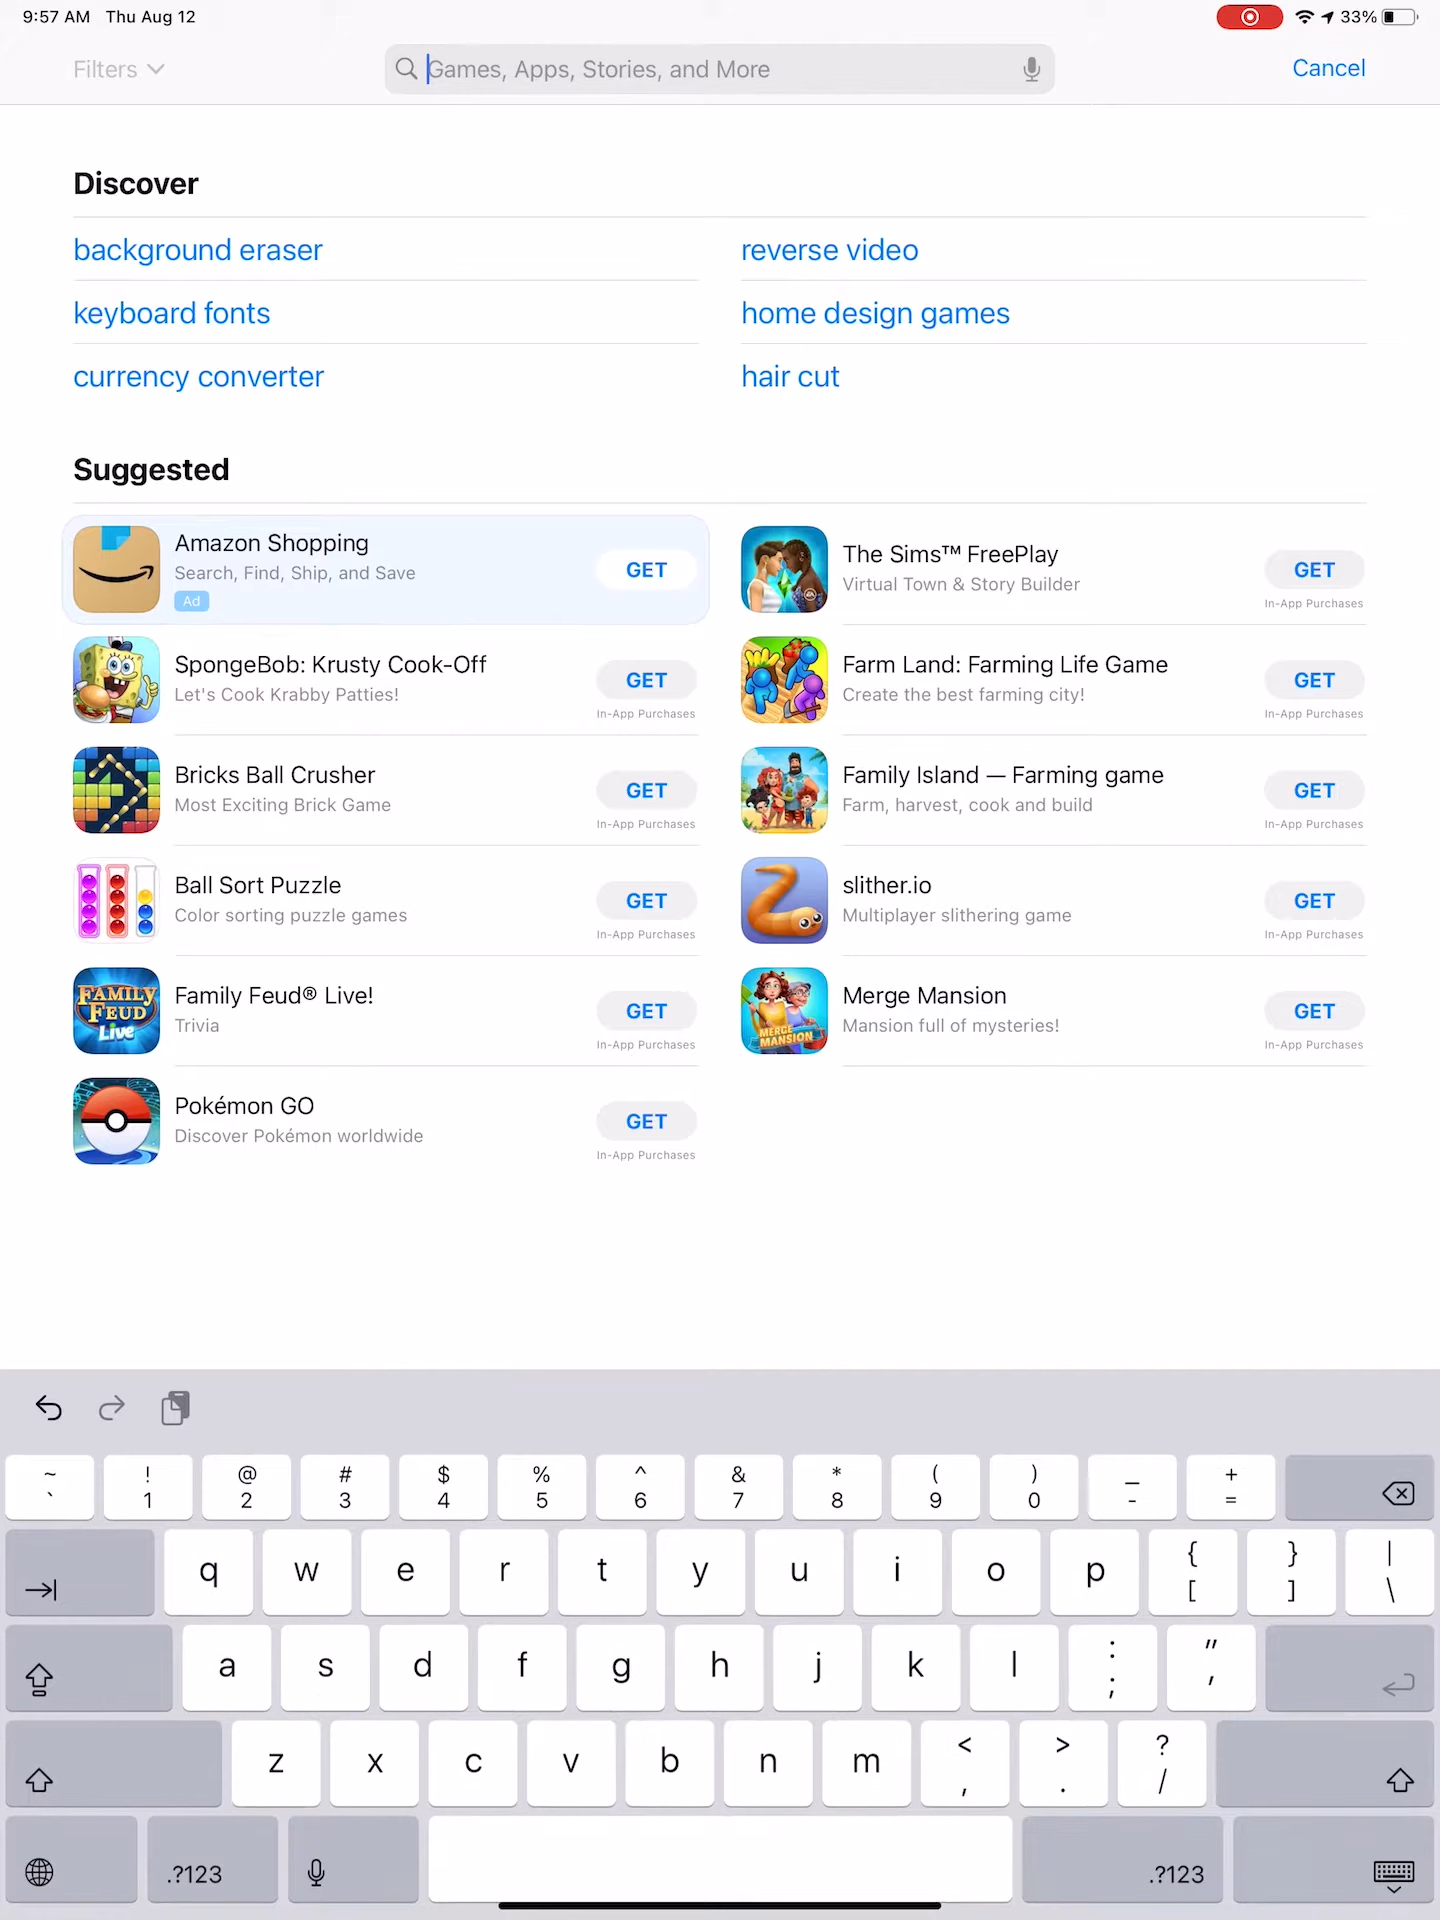 9:57 AM Thu Aug 12
33%
Filters
Games, Apps, Stories, and More
Cancel
Discover
background eraser
reverse video
keyboard fonts
home design games
currency converter
hair cut
Suggested
Amazon Shopping
Search, Find, Ship, and Save
Ad
GET
The Sims™ FreePlay
Virtual Town & Story Builder
GET
In-App Purchases
SpongeBob: Krusty Cook-Off
Let's Cook Krabby Patties!
GET
In-App Purchases
Farm Land: Farming Life Game
Create the best farming city!
GET
In-App Purchases
Bricks Ball Crusher
Most Exciting Brick Game
GET
In-App Purchases
Family Island — Farming game
Farm, harvest, cook and build
GET
In-App Purchases
Ball Sort Puzzle
Color sorting puzzle games
GET
In-App Purchases
slither.io
Multiplayer slithering game
GET
In-App Purchases
FAMILY
FEUD
Live
Family Feud® Live!
Trivia
GET
In-App Purchases
MERGE
MANSION
Merge Mansion
Mansion full of mysteries!
GET
In-App Purchases
Pokémon GO
Discover Pokémon worldwide
GET
In-App Purchases
~ ! @ # $ % ^ & * ( ) _ +
` 1 2 3 4 5 6 7 8 9 0 - =
q w e r t y u i o p { } |
[ ] \
a s d f g h j k l : "
; '
z x c v b n m < > ?
, . /
.?123
.?123